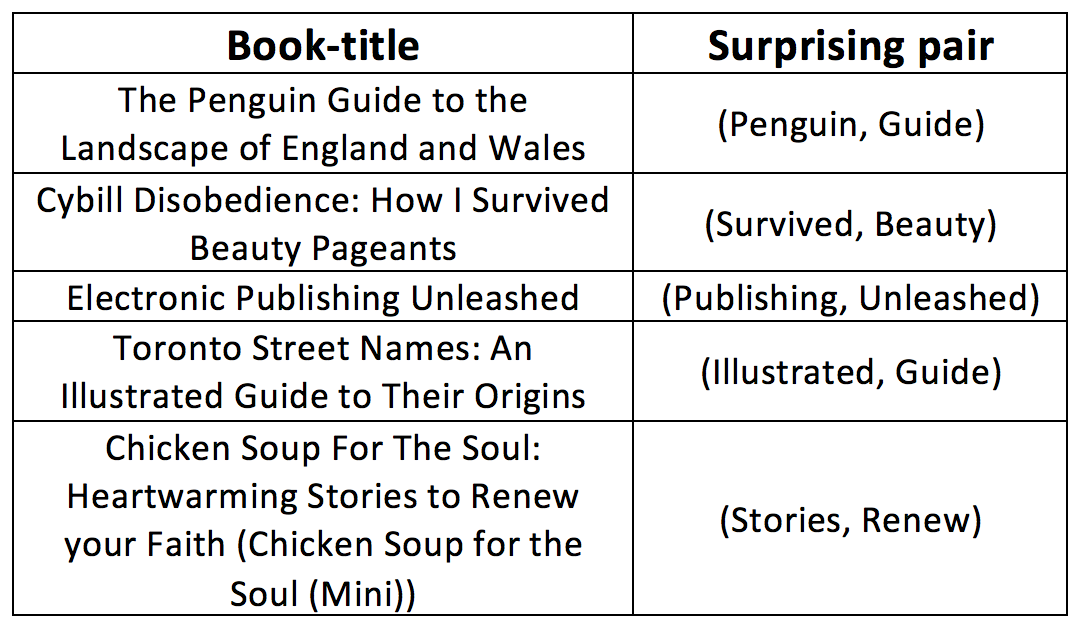 Book-title
Surprising pair
The Penguin Guide to the
Landscape of England and Wales
(Penguin, Guide)
Cybill Disobedience: How I Survived
Beauty Pageants
(Survived, Beauty)
Electronic Publishing Unleashed
(Publishing, Unleashed)
Toronto Street Names: An
Illustrated Guide to Their Origins
(Illustrated, Guide)
Chicken Soup For The Soul:
Heartwarming Stories to Renew
your Faith (Chicken Soup for the
Soul (Mini))
(Stories, Renew)